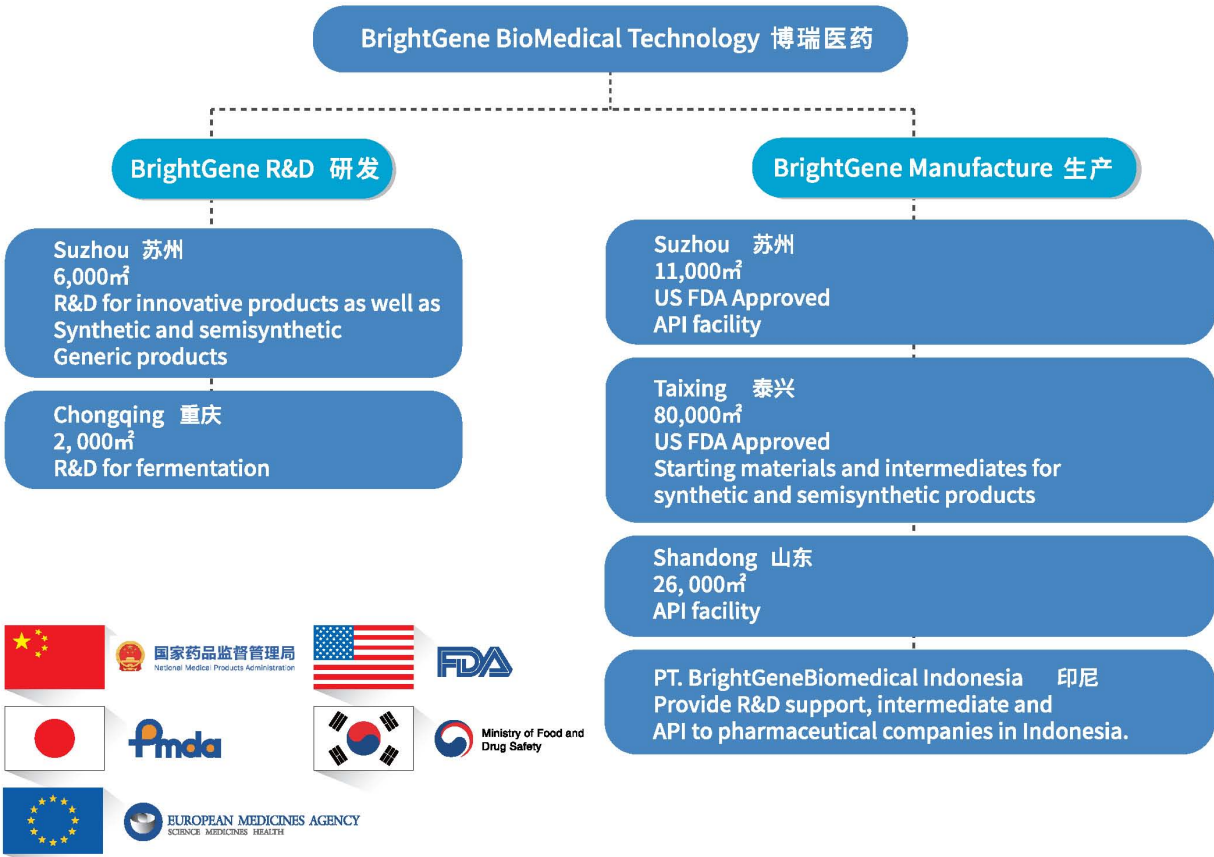 BrightGene BioMedical Technology 博瑞医药
BrightGene R&D 研发
Suzhou 苏州
6,000㎡
R&D for innovative products as well as
Synthetic and semisynthetic
Generic products
Chongqing 重庆
2, 000㎡
R&D for fermentation
BrightGene Manufacture 生产
Suzhou 苏州
11,000㎡
US FDA Approved
API facility
Taixing 泰兴
80,000㎡
US FDA Approved
Starting materials and intermediates for
synthetic and semisynthetic products
Shandong 山东
26, 000㎡
API facility
PT. BrightGeneBiomedical Indonesia 印尼
Provide R&D support, intermediate and
API to pharmaceutical companies in Indonesia.
国家药品监督管理局
National Medical Products Administration
FDA
Pmda
Ministry of Food and
Drug Safety
EUROPEAN MEDICINES AGENCY
SCIENCE MEDICINES HEALTH